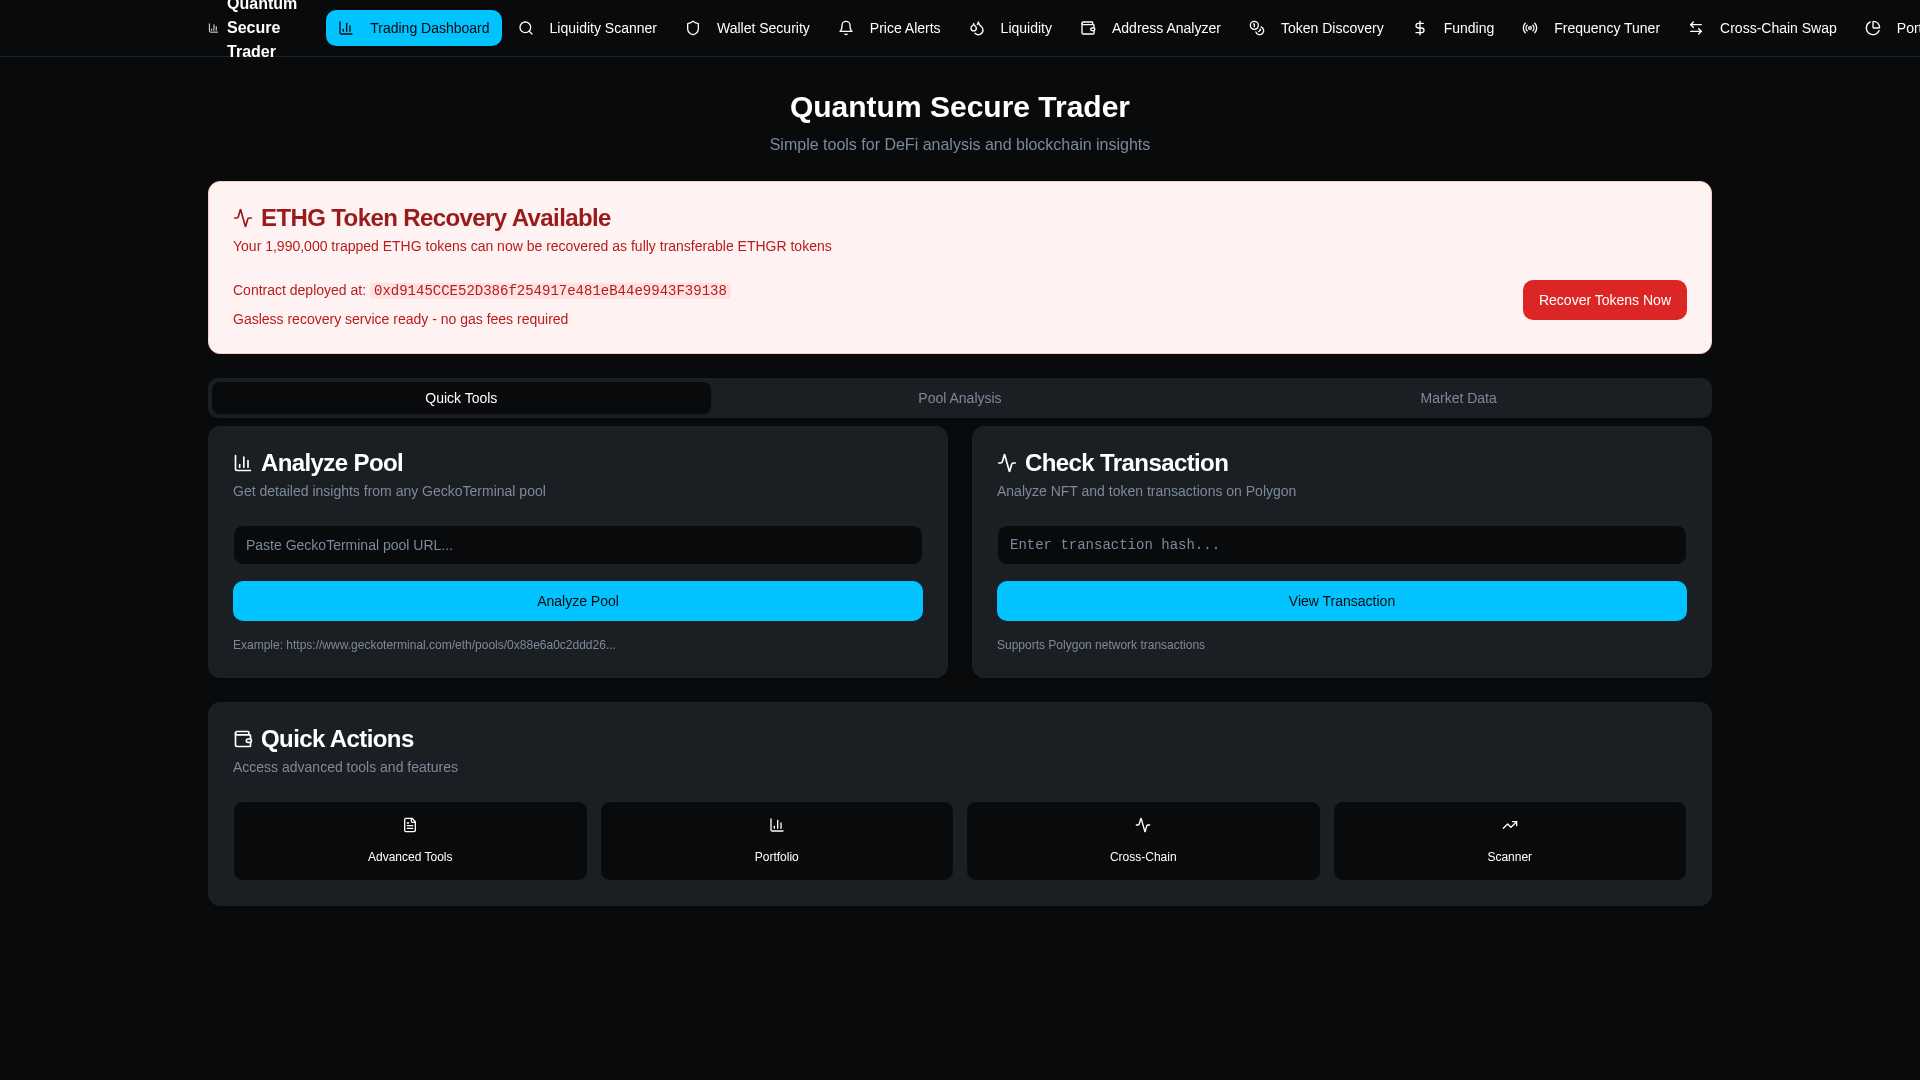 Quantum
Secure
Trader
Trading Dashboard
Liquidity Scanner
Wallet Security
Price Alerts
Liquidity
Address Analyzer
Token Discovery
Funding
Frequency Tuner
Cross-Chain Swap
Quantum Secure Trader
Simple tools for DeFi analysis and blockchain insights
ETHG Token Recovery Available
Your 1,990,000 trapped ETHG tokens can now be recovered as fully transferable ETHGR tokens
Contract deployed at: 0xd9145CCE52D386f254917e481eB44e9943F39138
Gasless recovery service ready - no gas fees required
Recover Tokens Now
Quick Tools
Pool Analysis
Market Data
Analyze Pool
Get detailed insights from any GeckoTerminal pool
Paste GeckoTerminal pool URL...
Analyze Pool
Example: https://www.geckoterminal.com/eth/pools/0x88e6a0c2ddd26...
Check Transaction
Analyze NFT and token transactions on Polygon
Enter transaction hash...
View Transaction
Supports Polygon network transactions
Quick Actions
Access advanced tools and features
Advanced Tools
Portfolio
Cross-Chain
Scanner